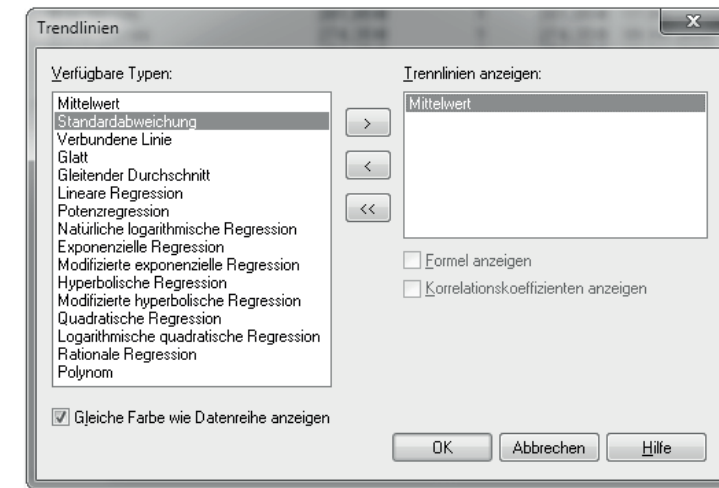 Trendlinien
Verfügbare Typen:
Mittelwert
Standardabweichung
Verbundene Linie
Glatt
Gleitender Durchschnitt
Lineare Regression
Potenzregression
Natürliche logarithmische Regression
Exponenzielle Regression
Modifizierte exponenzielle Regression
Hyperbolische Regression
Modifizierte hyperbolische Regression
Quadratische Regression
Logarithmische quadratische Regression
Rationale Regression
Polynom
Gleiche Farbe wie Datenreihe anzeigen
>
<
<<
Trennlinien anzeigen:
Mittelwert
Formel anzeigen
Korrelationskoeffizienten anzeigen
OK
Abbrechen
Hilfe